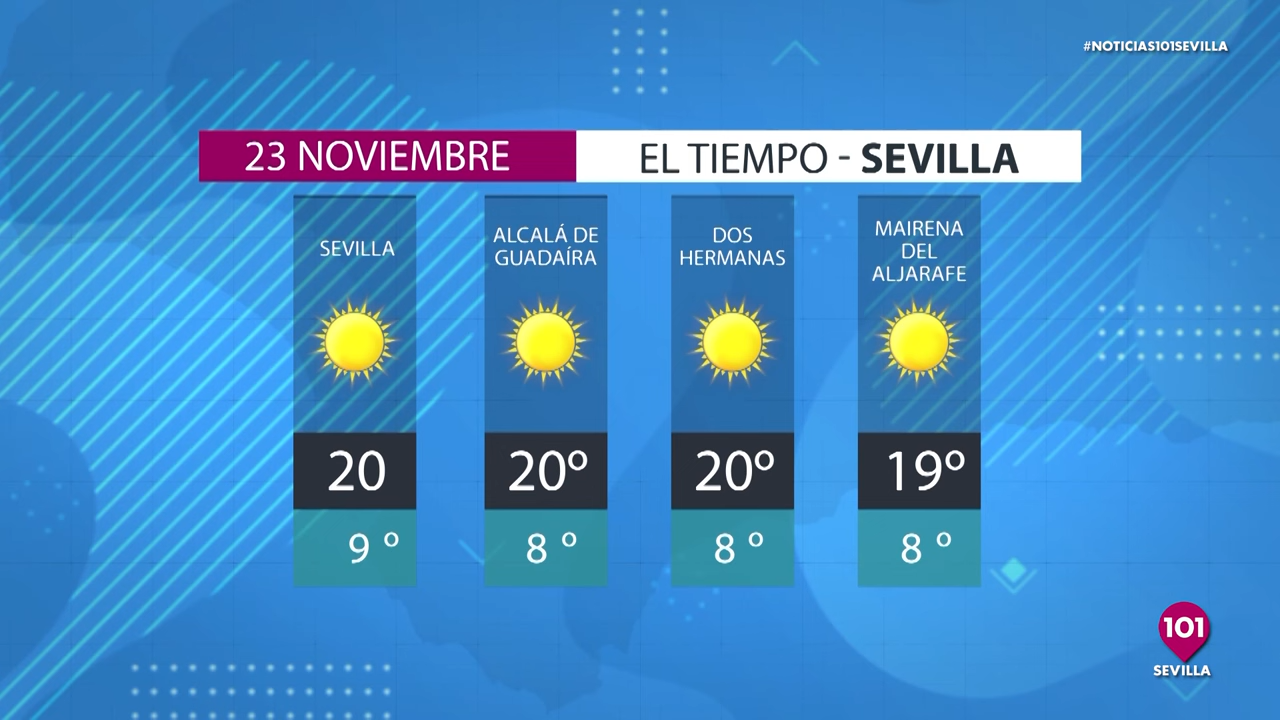 #NOTICIAS101SEVILLA
23 NOVIEMBRE
EL TIEMPO - SEVILLA
SEVILLA
ALCALÁ DE
GUADAÍRA
DOS
HERMANAS
MAIRENA
DEL
ALJARAFE
20
20º
20º
19º
9 º
8 º
8 º
8 º
101
SEVILLA